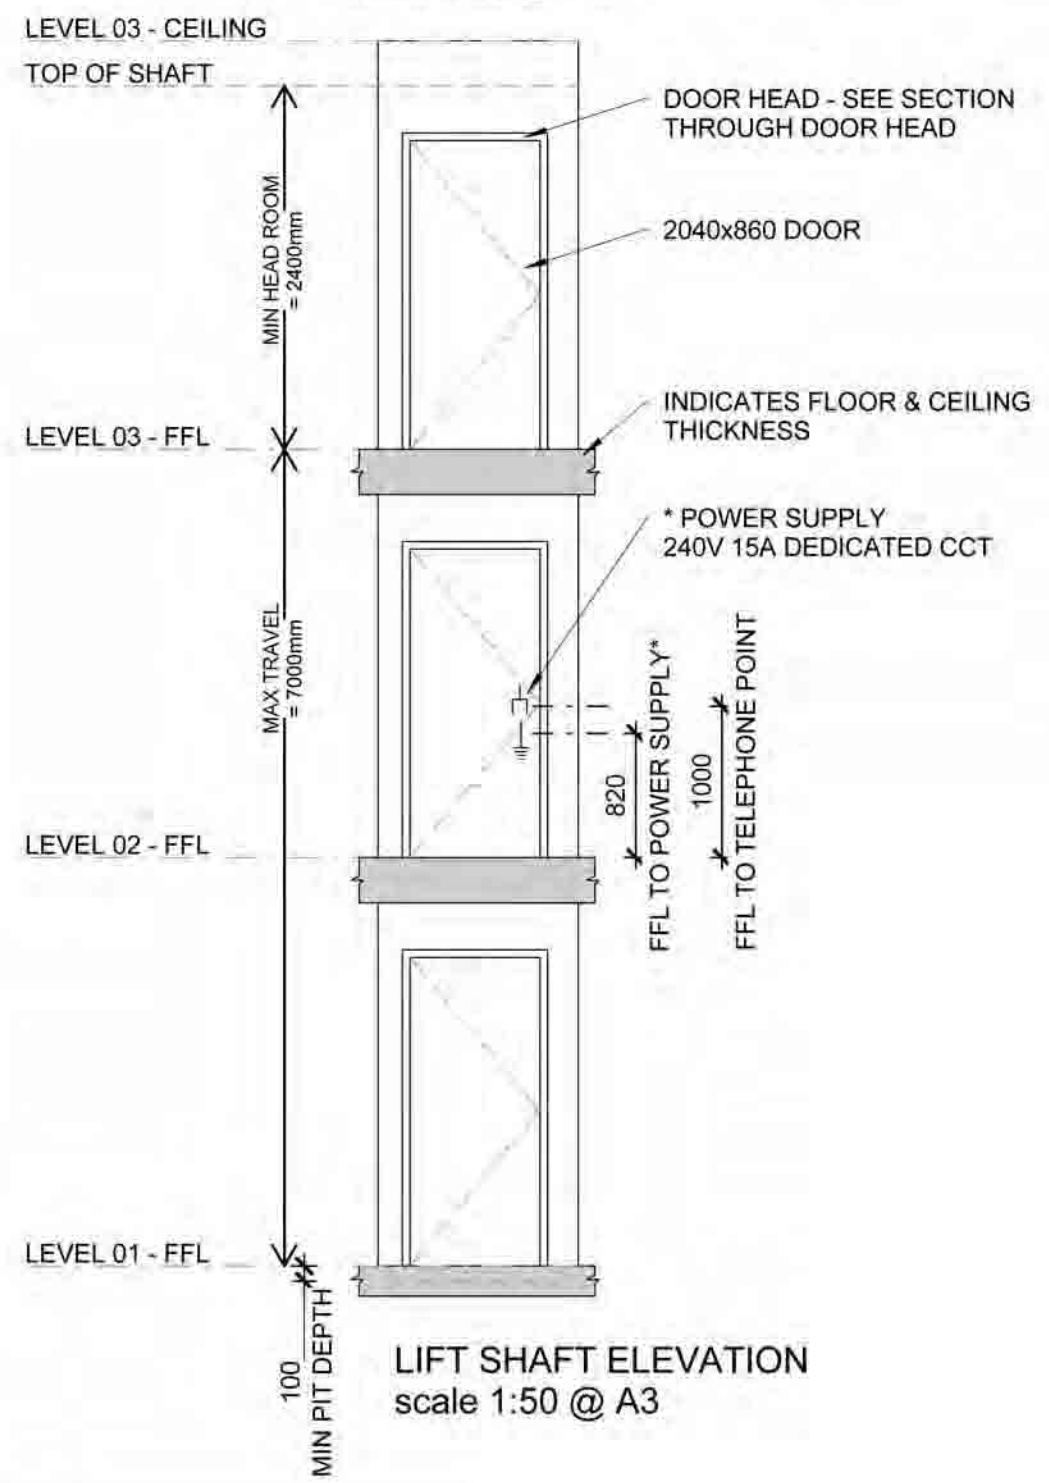 LEVEL 03 - CEILING
TOP OF SHAFT
DOOR HEAD - SEE SECTION
THROUGH DOOR HEAD
MIN HEAD ROOM
= 2400mm
2040x860 DOOR
INDICATES FLOOR & CEILING
THICKNESS
LEVEL 03 - FFL
* POWER SUPPLY
240V 15A DEDICATED CCT
MAX TRAVEL
= 7000mm
820
FFL TO POWER SUPPLY*
1000
FFL TO TELEPHONE POINT
LEVEL 02 - FFL
LEVEL 01 - FFL
100
MIN PIT DEPTH
LIFT SHAFT ELEVATION
scale 1:50 @ A3